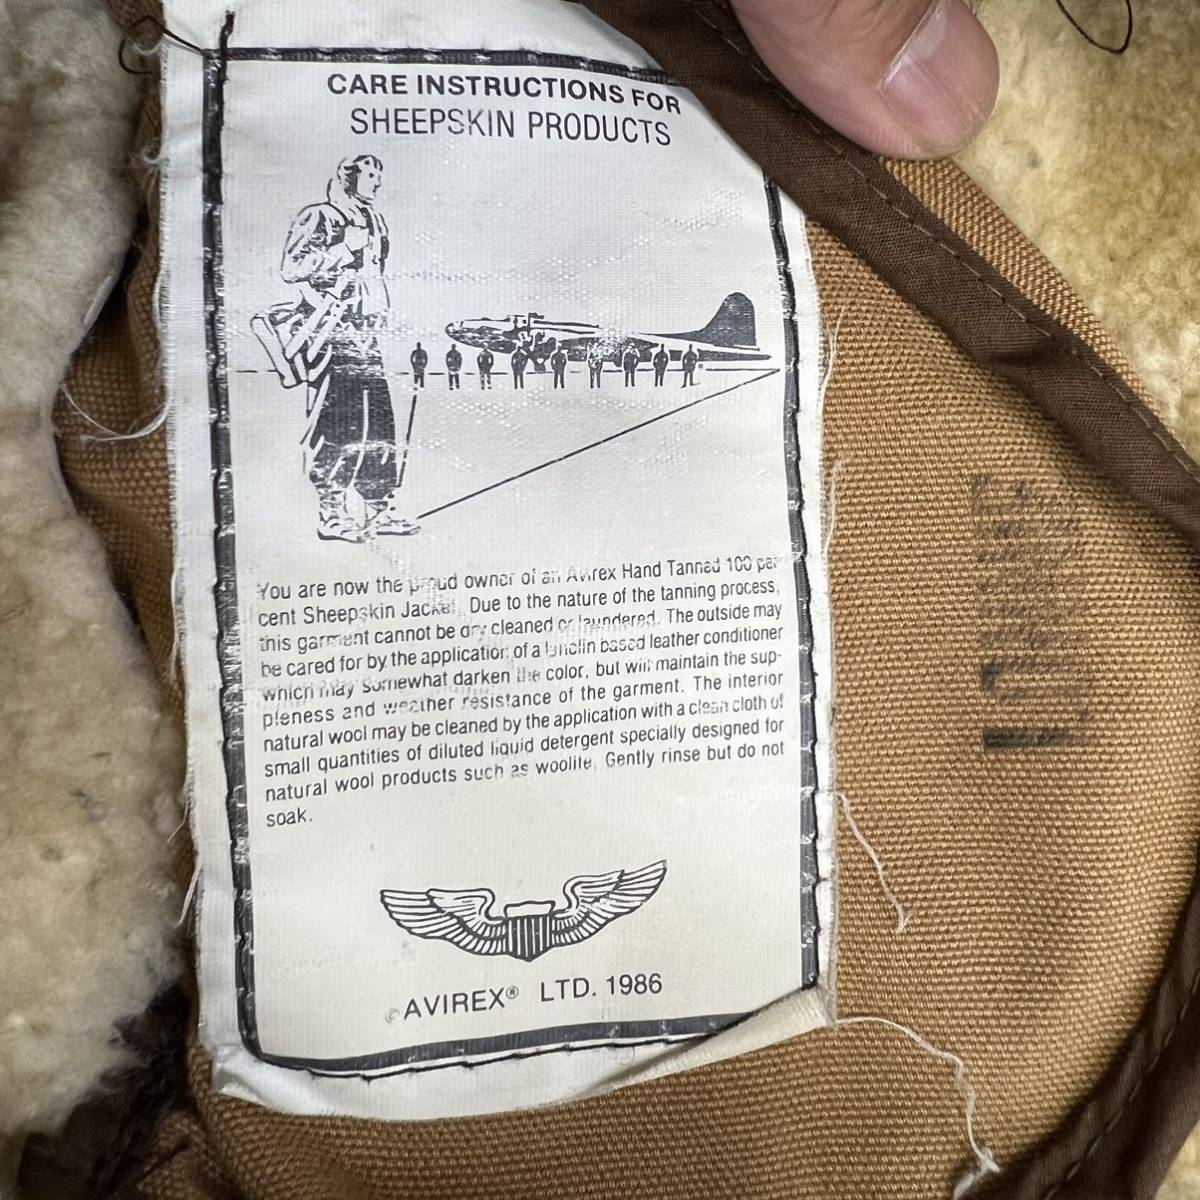 CARE INSTRUCTIONS FOR
SHEEPSKIN PRODUCTS
You are now the proud owner of an Avirex Hand Tanned 100 per
cent Sheepskin Jacket. Due to the nature of the tanning process,
this garment cannot be dry cleaned or laundered. The outside may
be cared for by the application of a lanolin based leather conditioner
which may somewhat darken the color, but will maintain the sup-
pleness and weather resistance of the garment. The interior
natural wool may be cleaned by the application with a clean cloth of
small quantities of diluted liquid detergent specially designed for
natural wool products such as woolite. Gently rinse but do not
soak.
©AVIREX® LTD. 1986